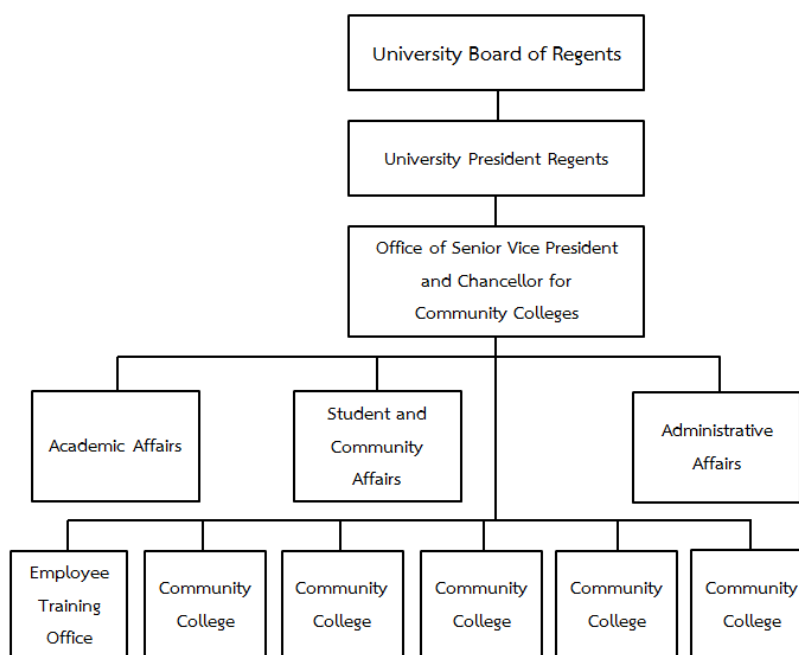 University Board of Regents
University President Regents
Office of Senior Vice President
and Chancellor for
Community Colleges
Academic Affairs
Student and
Community
Affairs
Administrative
Affairs
Employee
Training
Office
Community
College
Community
College
Community
College
Community
College
Community
College